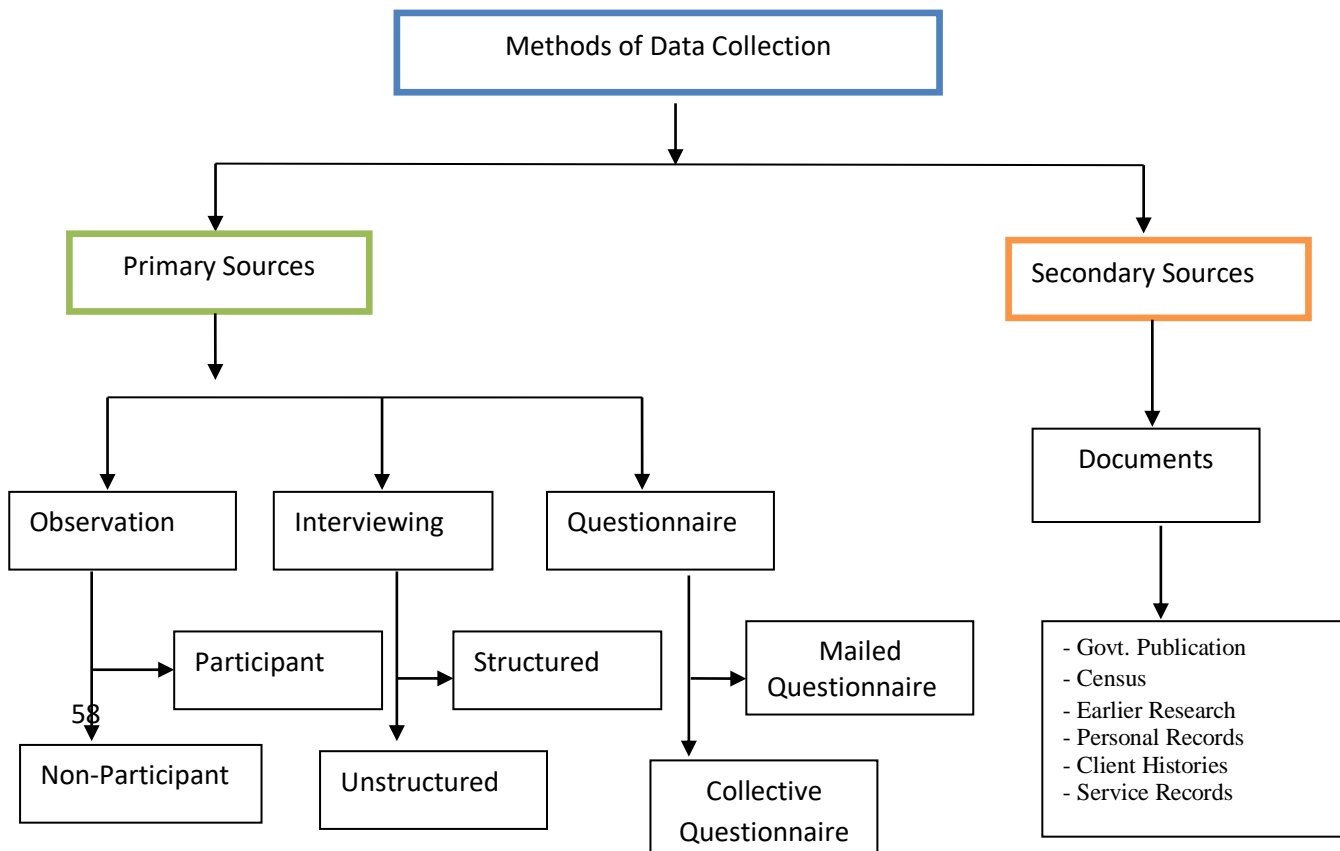 Methods of Data Collection
Primary Sources
Secondary Sources
Documents
Observation
Interviewing
Questionnaire
Participant
Structured
Mailed
Questionnaire
58
Non-Participant
Unstructured
Collective
Questionnaire
- Govt. Publication
- Census
- Earlier Research
- Personal Records
- Client Histories
- Service Records